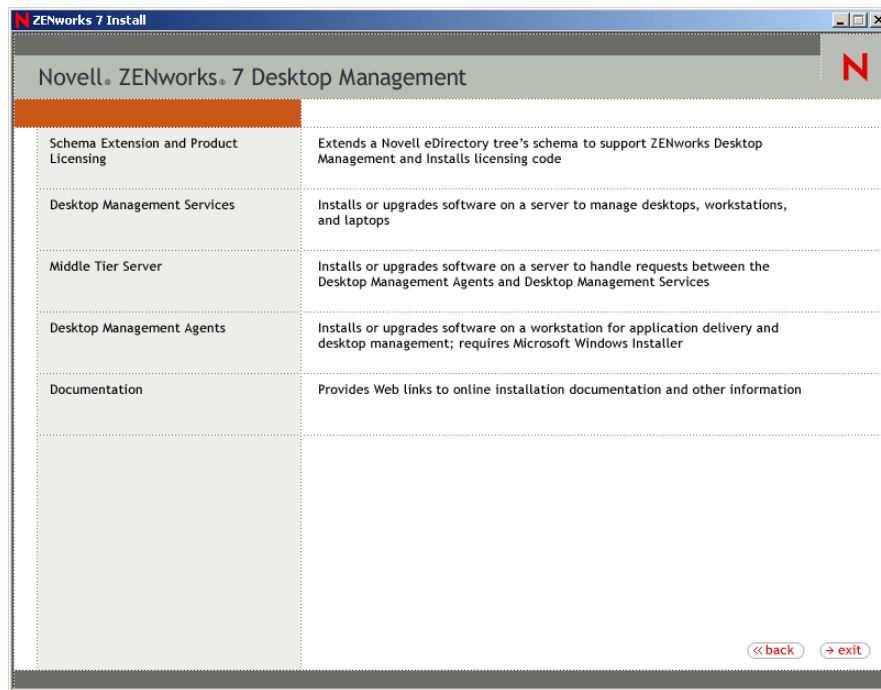 ZENworks 7 Install
Novell® ZENworks® 7 Desktop Management
N
Schema Extension and Product
Licensing
Extends a Novell eDirectory tree's schema to support ZENworks Desktop
Management and Installs licensing code
Desktop Management Services
Installs or upgrades software on a server to manage desktops, workstations,
and laptops
Middle Tier Server
Installs or upgrades software on a server to handle requests between the
Desktop Management Agents and Desktop Management Services
Desktop Management Agents
Installs or upgrades software on a workstation for application delivery and
desktop management; requires Microsoft Windows Installer
Documentation
Provides Web links to online installation documentation and other information
« back
→ exit